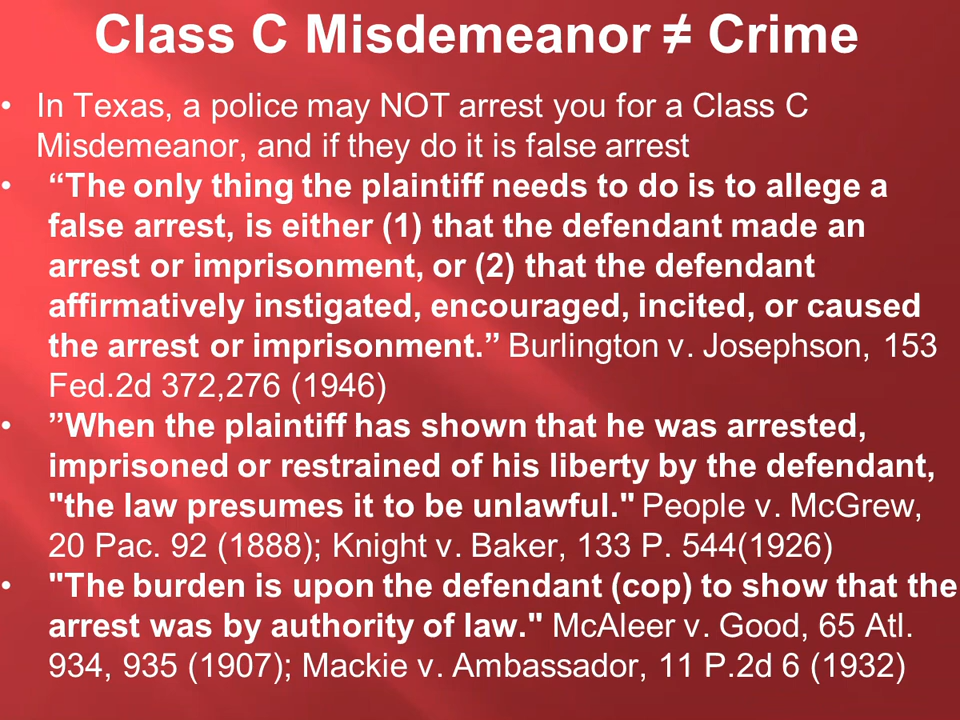 Class C Misdemeanor ≠ Crime
• In Texas, a police may NOT arrest you for a Class C
Misdemeanor, and if they do it is false arrest
• “The only thing the plaintiff needs to do is to allege a
false arrest, is either (1) that the defendant made an
arrest or imprisonment, or (2) that the defendant
affirmatively instigated, encouraged, incited, or caused
the arrest or imprisonment.” Burlington v. Josephson, 153
Fed.2d 372,276 (1946)
• ”When the plaintiff has shown that he was arrested,
imprisoned or restrained of his liberty by the defendant,
"the law presumes it to be unlawful." People v. McGrew,
20 Pac. 92 (1888); Knight v. Baker, 133 P. 544(1926)
• "The burden is upon the defendant (cop) to show that the
arrest was by authority of law." McAleer v. Good, 65 Atl.
934, 935 (1907); Mackie v. Ambassador, 11 P.2d 6 (1932)